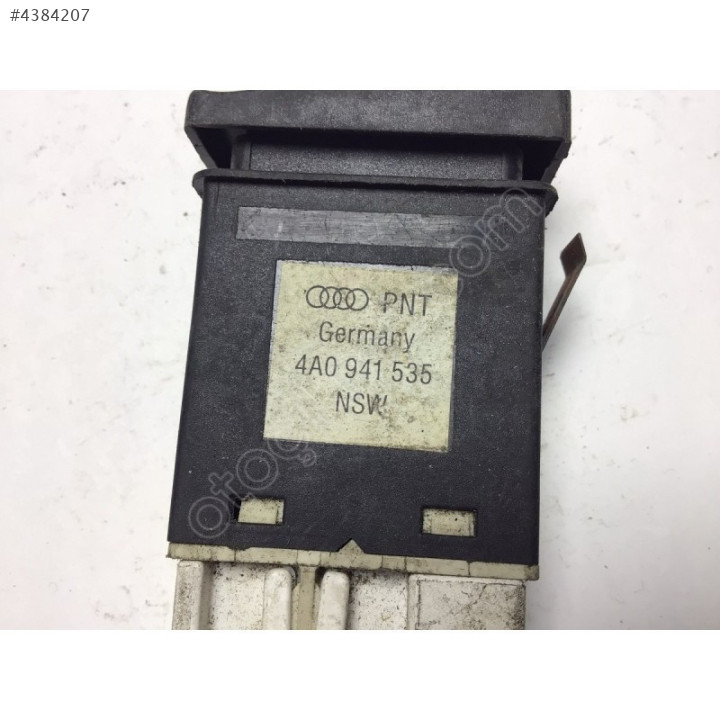 #4384207
PNT
Germany
4A0 941 535
NSW